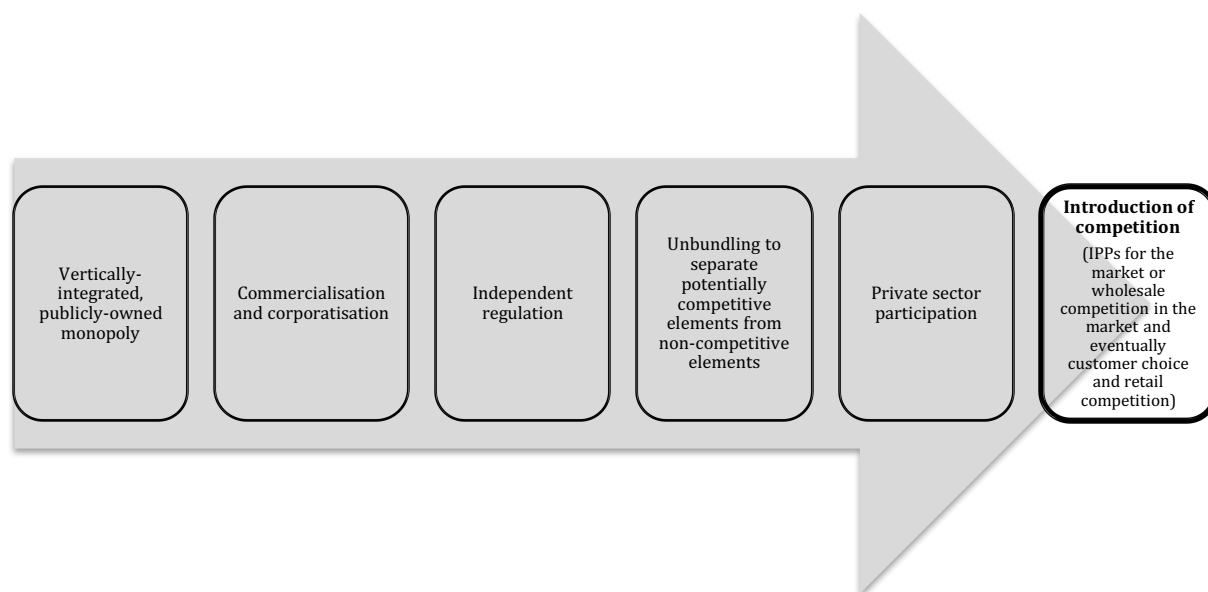 Vertically-
integrated,
publicly-owned
monopoly
Commercialisation
and corporatisation
Independent
regulation
Unbundling to
separate
potentially
competitive
elements from
non-competitive
elements
Private sector
participation
Introduction of
competition
(IPPs for the
market or
wholesale
competition in the
market and
eventually
customer choice
and retail
competition)